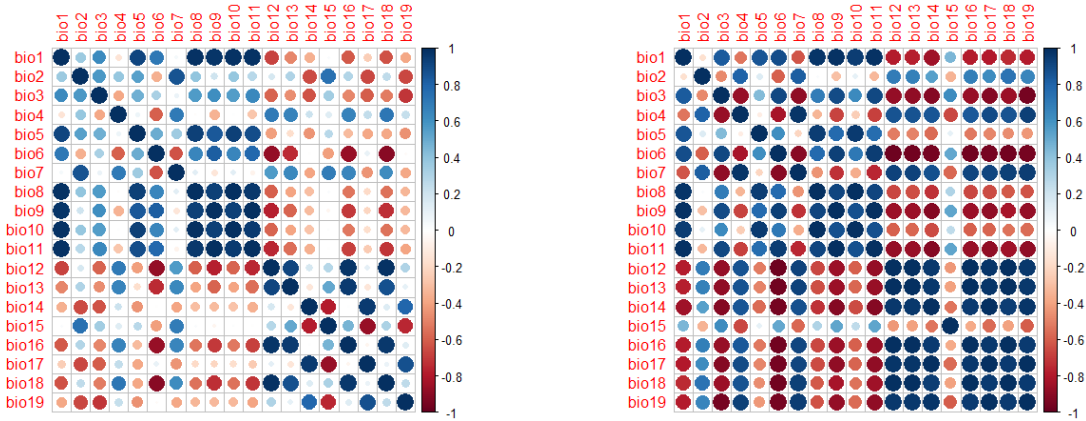 bio1 bio2 bio3 bio4 bio5 bio6 bio7 bio8 bio9 bio10 bio11 bio12 bio13 bio14 bio15 bio16 bio17 bio18 bio19
bio1
bio2
bio3
bio4
bio5
bio6
bio7
bio8
bio9
bio10
bio11
bio12
bio13
bio14
bio15
bio16
bio17
bio18
bio19
1
0.8
0.6
0.4
0.2
0
-0.2
-0.4
-0.6
-0.8
-1
bio1 bio2 bio3 bio4 bio5 bio6 bio7 bio8 bio9 bio10 bio11 bio12 bio13 bio14 bio15 bio16 bio17 bio18 bio19
bio1
bio2
bio3
bio4
bio5
bio6
bio7
bio8
bio9
bio10
bio11
bio12
bio13
bio14
bio15
bio16
bio17
bio18
bio19
1
0.8
0.6
0.4
0.2
0
-0.2
-0.4
-0.6
-0.8
-1